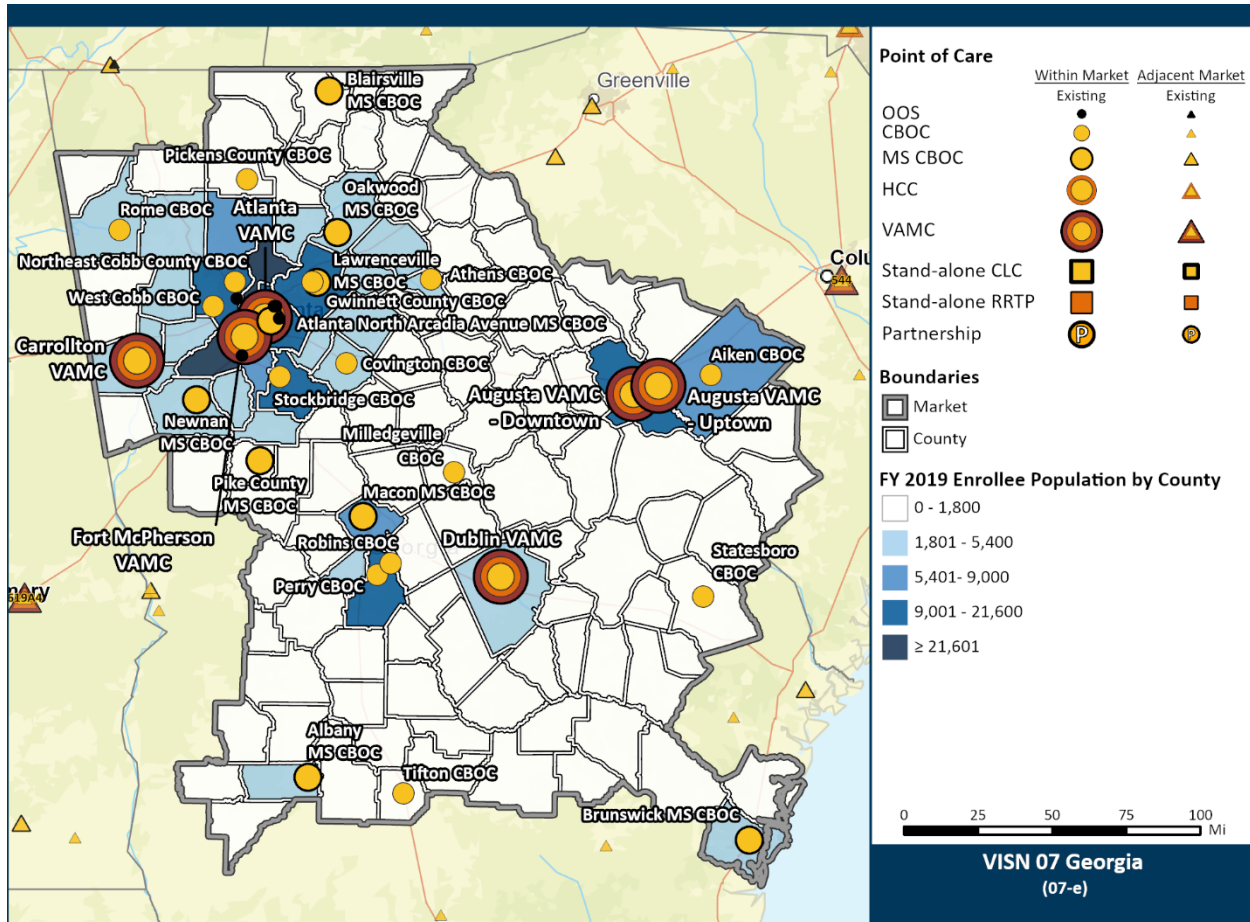 Blairsville
MS CBOC
Greenville
Pickens County CBOC
Oakwood
MS CBOC
Rome CBOC
Atlanta
VAMC
Northeast Cobb County CBOC
Lawrenceville
MS CBOC
Athens CBOC
West Cobb CBOC
Gwinnett County CBOC
Atlanta North Arcadia Avenue MS CBOC
Colu
544
Carrollton
VAMC
Covington CBOC
Aiken CBOC
Stockbridge CBOC
Augusta VAMC
- Downtown
Augusta VAMC
- Uptown
Newnan
MS CBOC
Milledgeville
CBOC
Pike County
MS CBOC
Macon MS CBOC
Fort McPherson
VAMC
Robins CBOC
Dublin VAMC
Statesboro
CBOC
Perry CBOC
mery
619A4
Albany
MS CBOC
Tifton CBOC
Brunswick MS CBOC
Point of Care
Within Market
Adjacent Market
Existing
Existing
OOS
CBOC
MS CBOC
HCC
VAMC
Stand-alone CLC
Stand-alone RRTP
Partnership
P
P
Boundaries
Market
County
FY 2019 Enrollee Population by County
0 - 1,800
1,801 - 5,400
5,401- 9,000
9,001 - 21,600
≥ 21,601
0 25 50 75 100
Mi
VISN 07 Georgia
(07-e)